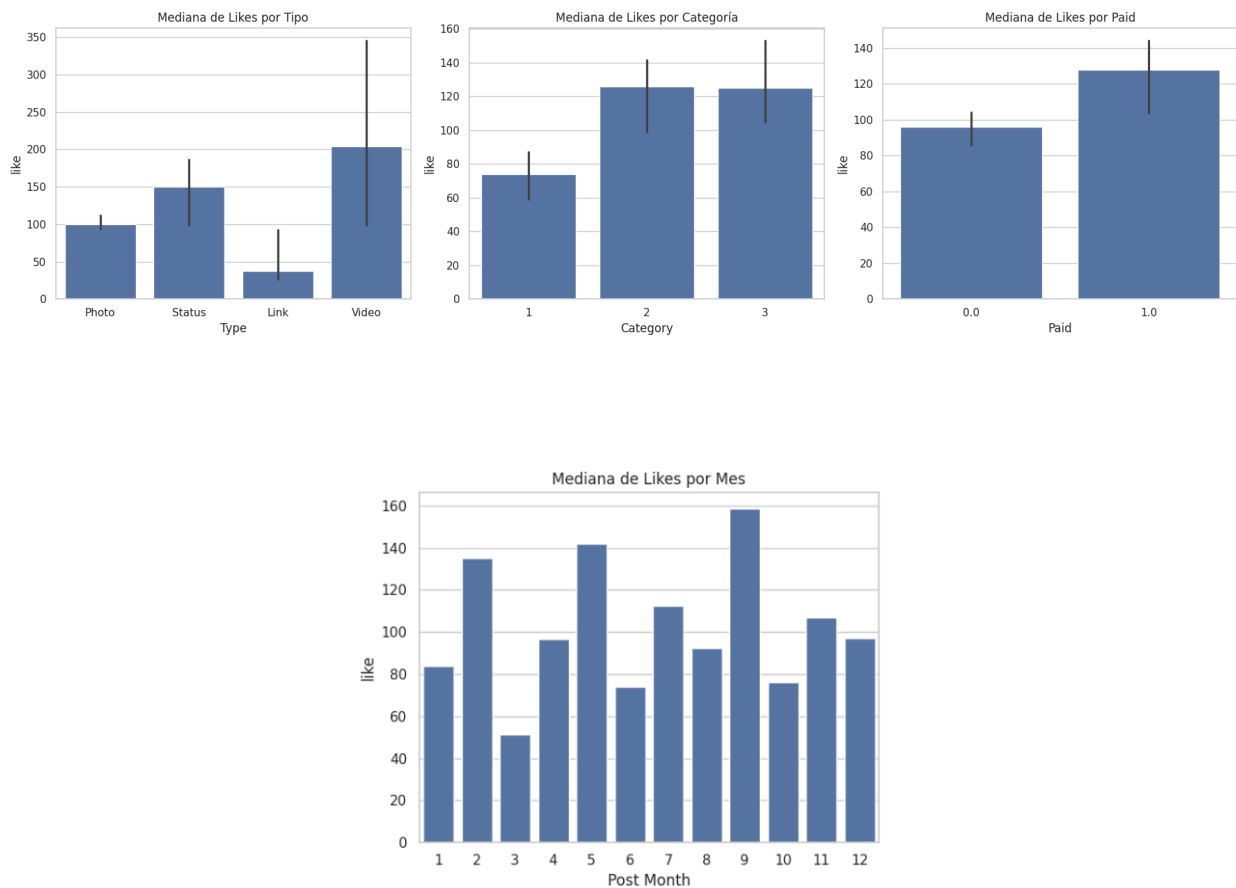 Mediana de Likes por Tipo
350
300
250
200
150
100
50
0
like
Photo Status Link Video
Type
Mediana de Likes por Categoría
160
140
120
100
80
60
40
20
0
like
1 2 3
Category
Mediana de Likes por Paid
140
120
100
80
60
40
20
0
like
0.0 1.0
Paid
Mediana de Likes por Mes
160
140
120
100
80
60
40
20
0
like
1 2 3 4 5 6 7 8 9 10 11 12
Post Month